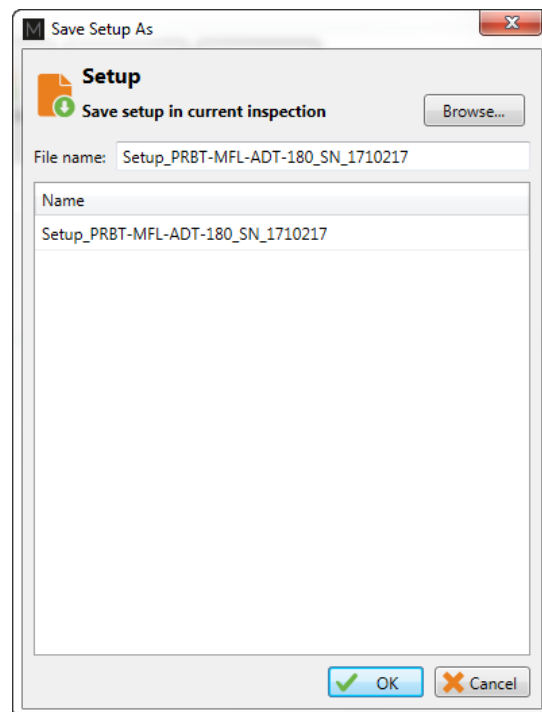 M Save Setup As
Setup
Save setup in current inspection
Browse...
File name: Setup_PRBT-MFL-ADT-180_SN_1710217
Name
Setup_PRBT-MFL-ADT-180_SN_1710217
OK
Cancel